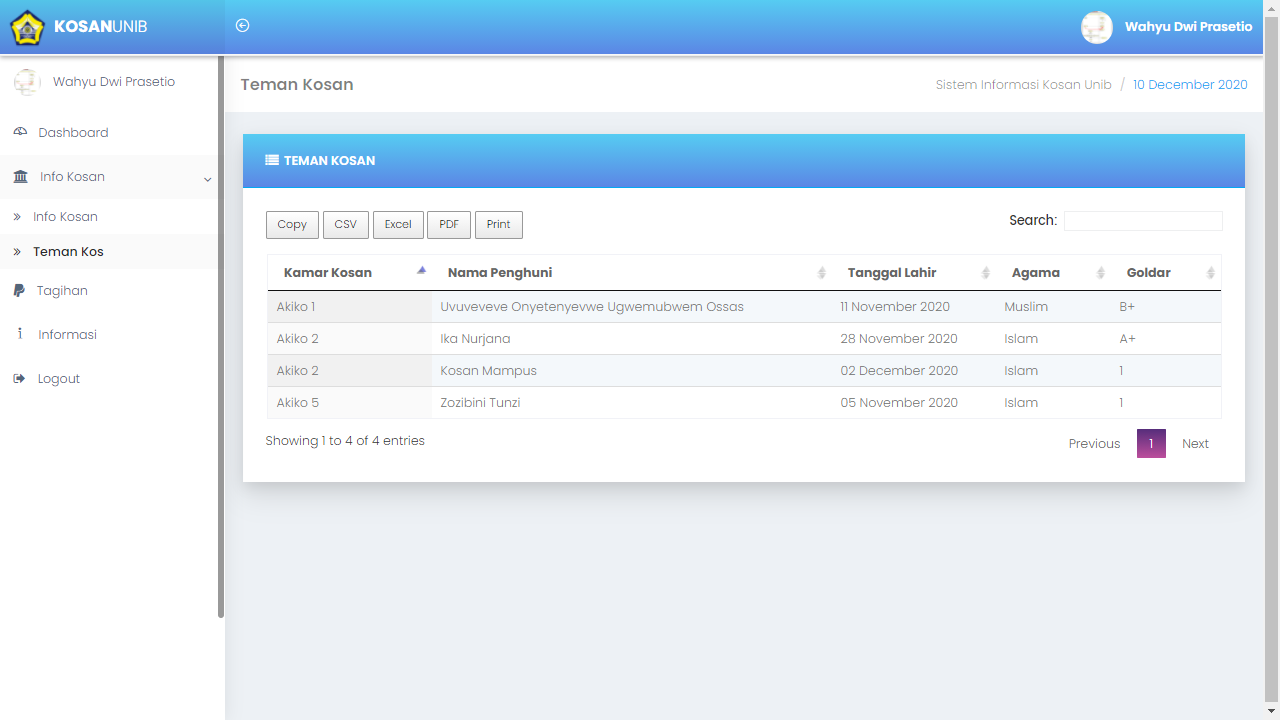 KOSANUNIB
Wahyu Dwi Prasetio
Wahyu Dwi Prasetio
Dashboard
Info Kosan
Info Kosan
Teman Kos
Tagihan
Informasi
Logout
Teman Kosan
Sistem Informasi Kosan Unib / 10 December 2020
TEMAN KOSAN
Copy CSV Excel PDF Print
Search:
Kamar Kosan Nama Penghuni Tanggal Lahir Agama Goldar
Akiko 1 Uvuveveve Onyetenyevwe Ugwemubwem Ossas 11 November 2020 Muslim B+
Akiko 2 Ika Nurjana 28 November 2020 Islam A+
Akiko 2 Kosan Mampus 02 December 2020 Islam 1
Akiko 5 Zozibini Tunzi 05 November 2020 Islam 1
Showing 1 to 4 of 4 entries
Previous 1 Next